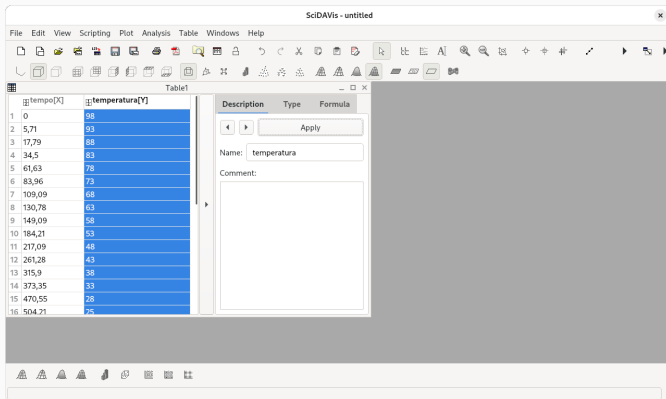 SciDAVis - untitled
File Edit View Scripting Plot Analysis Table Windows Help
Table1
tempo[X] temperatura[Y]
1 0 98
2 5,71 93
3 17,79 88
4 34,5 83
5 61,63 78
6 83,96 73
7 109,09 68
8 130,78 63
9 149,09 58
10 184,21 53
11 217,09 48
12 261,28 43
13 315,9 38
14 373,35 33
15 470,55 28
16 504,21 25
Description Type Formula
Apply
Name: temperatura
Comment: